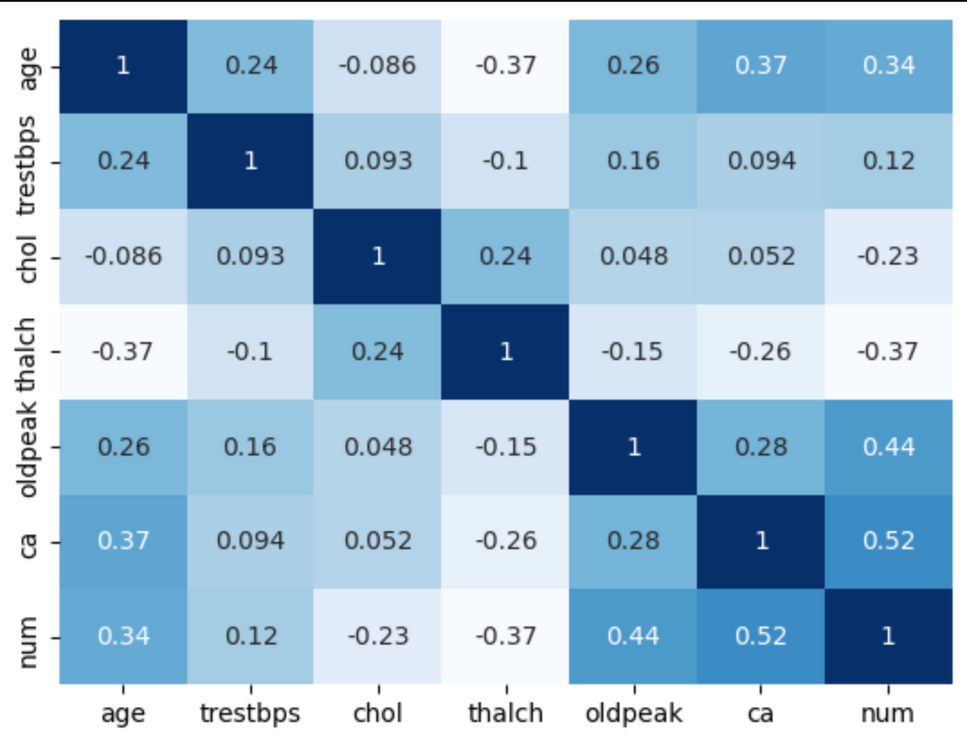 age 1 0.24 -0.086 -0.37 0.26 0.37 0.34
trestbps 0.24 1 0.093 -0.1 0.16 0.094 0.12
chol -0.086 0.093 1 0.24 0.048 0.052 -0.23
thalch -0.37 -0.1 0.24 1 -0.15 -0.26 -0.37
oldpeak 0.26 0.16 0.048 -0.15 1 0.28 0.44
ca 0.37 0.094 0.052 -0.26 0.28 1 0.52
num 0.34 0.12 -0.23 -0.37 0.44 0.52 1
age trestbps chol thalch oldpeak ca num